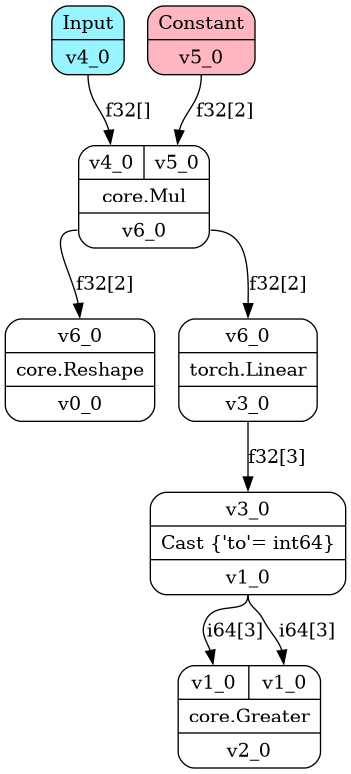 Input
v4_0
Constant
v5_0
f32[]
f32[2]
v4_0 v5_0
core.Mul
v6_0
f32[2]
f32[2]
v6_0
core.Reshape
v0_0
v6_0
torch.Linear
v3_0
f32[3]
v3_0
Cast {'to'= int64}
v1_0
i64[3]
i64[3]
v1_0 v1_0
core.Greater
v2_0